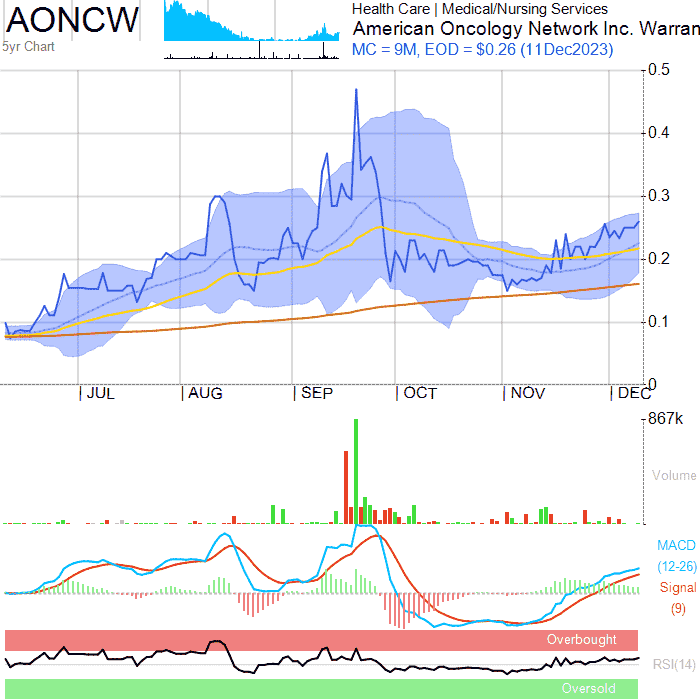 AONCW
5yr Chart
Health Care | Medical/Nursing Services
American Oncology Network Inc. Warran
MC = 9M, EOD = $0.26 (11Dec2023)
0.5
0.4
0.3
0.2
0.1
0
JUL
AUG
SEP
OCT
NOV
DEC
867k
Volume
MACD
(12-26)
Signal
(9)
Overbought
RSI(14)
Oversold